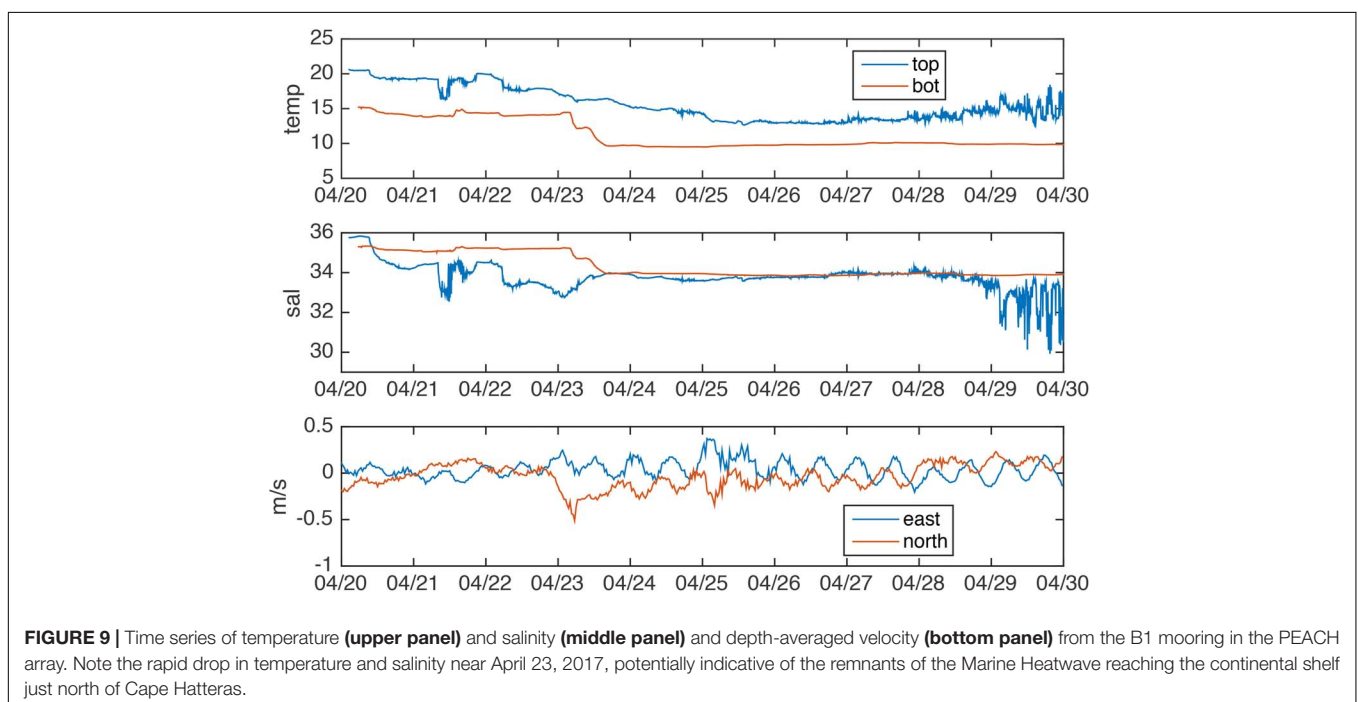 25
20
15
10
5
temp
top
bot
04/20 04/21 04/22 04/23 04/24 04/25 04/26 04/27 04/28 04/29 04/30
36
34
32
30
sal
04/20 04/21 04/22 04/23 04/24 04/25 04/26 04/27 04/28 04/29 04/30
0.5
0
-0.5
-1
m/s
east
north
04/20 04/21 04/22 04/23 04/24 04/25 04/26 04/27 04/28 04/29 04/30
FIGURE 9 | Time series of temperature (upper panel) and salinity (middle panel) and depth-averaged velocity (bottom panel) from the B1 mooring in the PEACH
array. Note the rapid drop in temperature and salinity near April 23, 2017, potentially indicative of the remnants of the Marine Heatwave reaching the continental shelf
just north of Cape Hatteras.